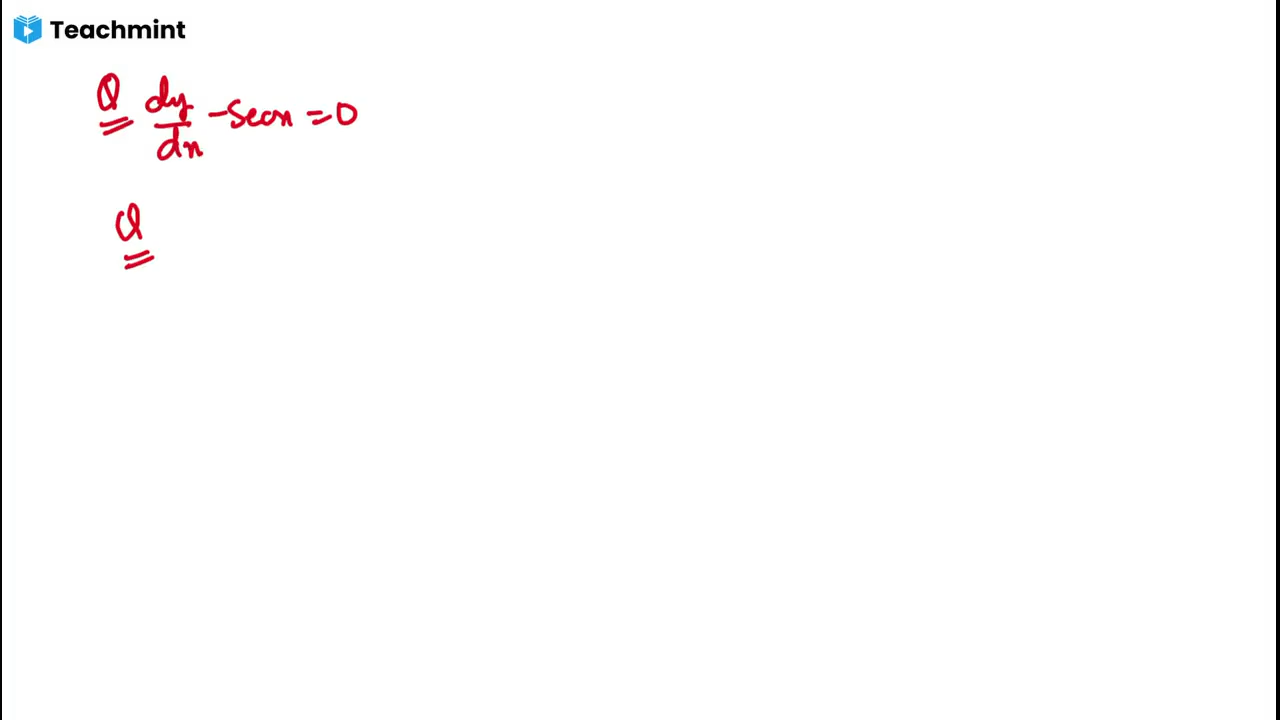 Teachmint
Q dy/dx - Secx = 0
Q